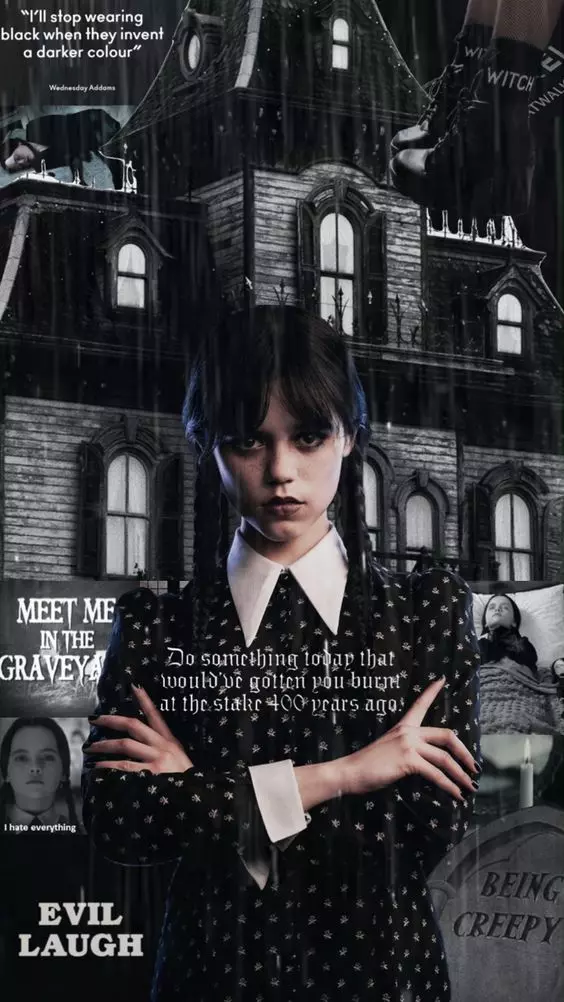 “I’ll stop wearing
black when they invent
a darker colour”
Wednesday Addams
WITCH
MEET ME
IN THE
Do something today that
would've gotten you burnt
at the stake 400 years ago.
I hate everything
BEING
CREEPY
EVIL
LAUGH